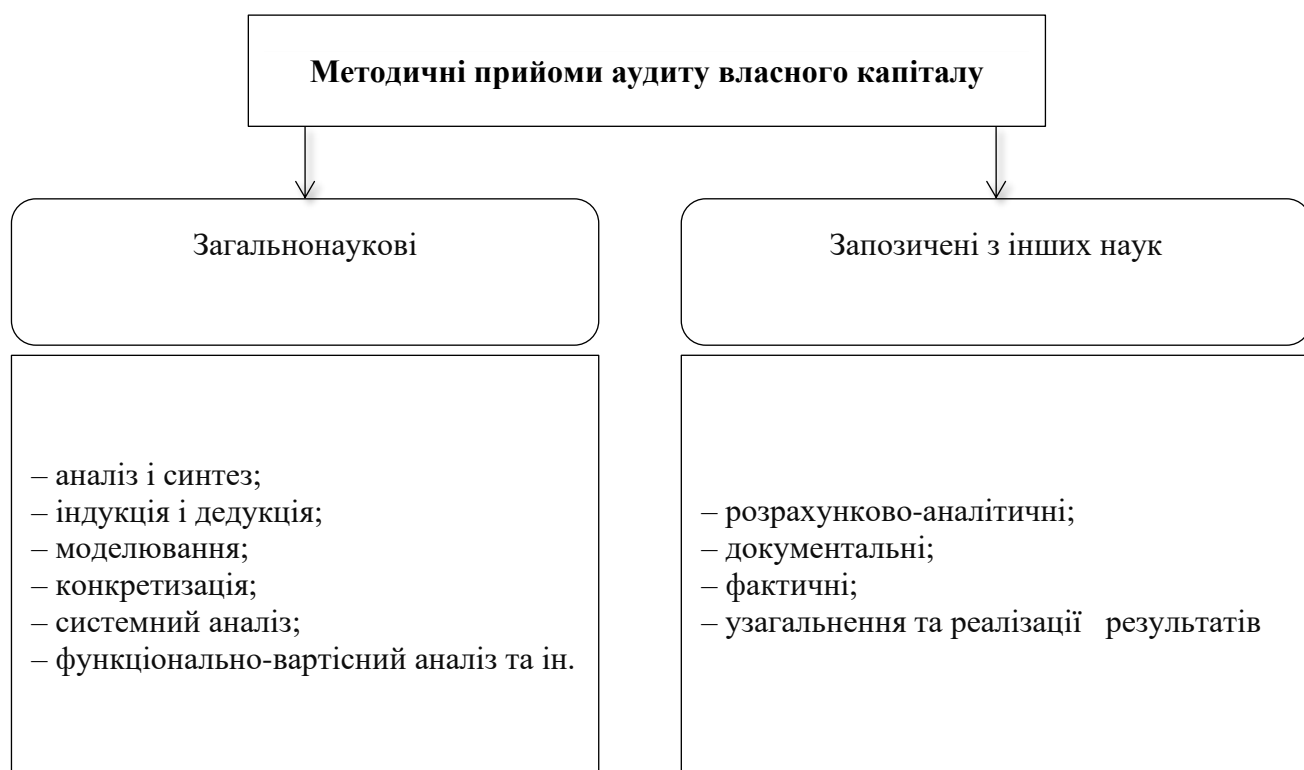 Методичні прийоми аудиту власного капіталу
Загальнонаукові
Запозичені з інших наук
– аналіз і синтез;
– індукція і дедукція;
– моделювання;
– конкретизація;
– системний аналіз;
– функціонально-вартісний аналіз та ін.
– розрахунково-аналітичні;
– документальні;
– фактичні;
– узагальнення та реалізації результатів